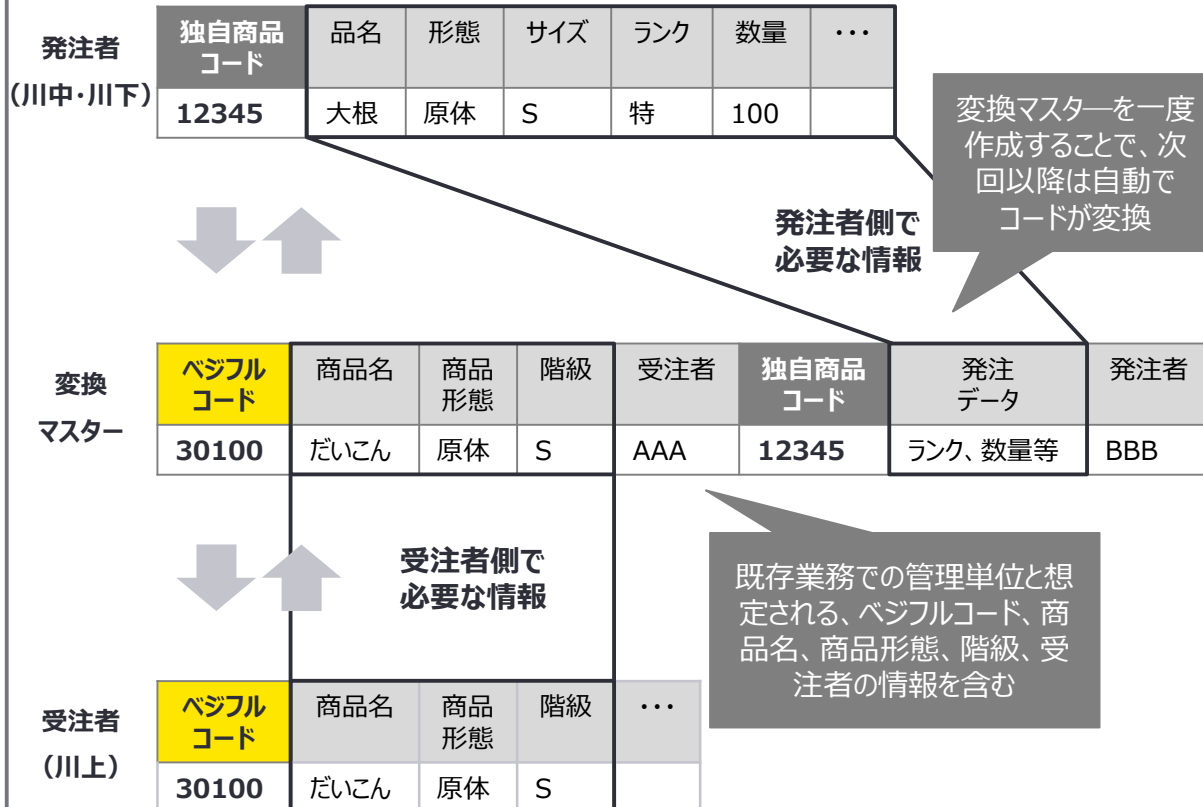 発注者
（川中・川下）
独自商品
コード
品名
形態
サイズ
ランク
数量
・・・
12345
大根
原体
S
特
100
変換マスタ―を一度
作成することで、次
回以降は自動で
コードが変換
発注者側で
必要な情報
変換
マスター
ベジフル
コード
商品名
商品
形態
階級
受注者
独自商品
コード
発注
データ
発注者
30100
だいこん
原体
S
AAA
12345
ランク、数量等
BBB
受注者側で
必要な情報
既存業務での管理単位と想
定される、ベジフルコード、商
品名、商品形態、階級、受
注者の情報を含む
受注者
（川上）
ベジフル
コード
商品名
商品
形態
階級
・・・
30100
だいこん
原体
S